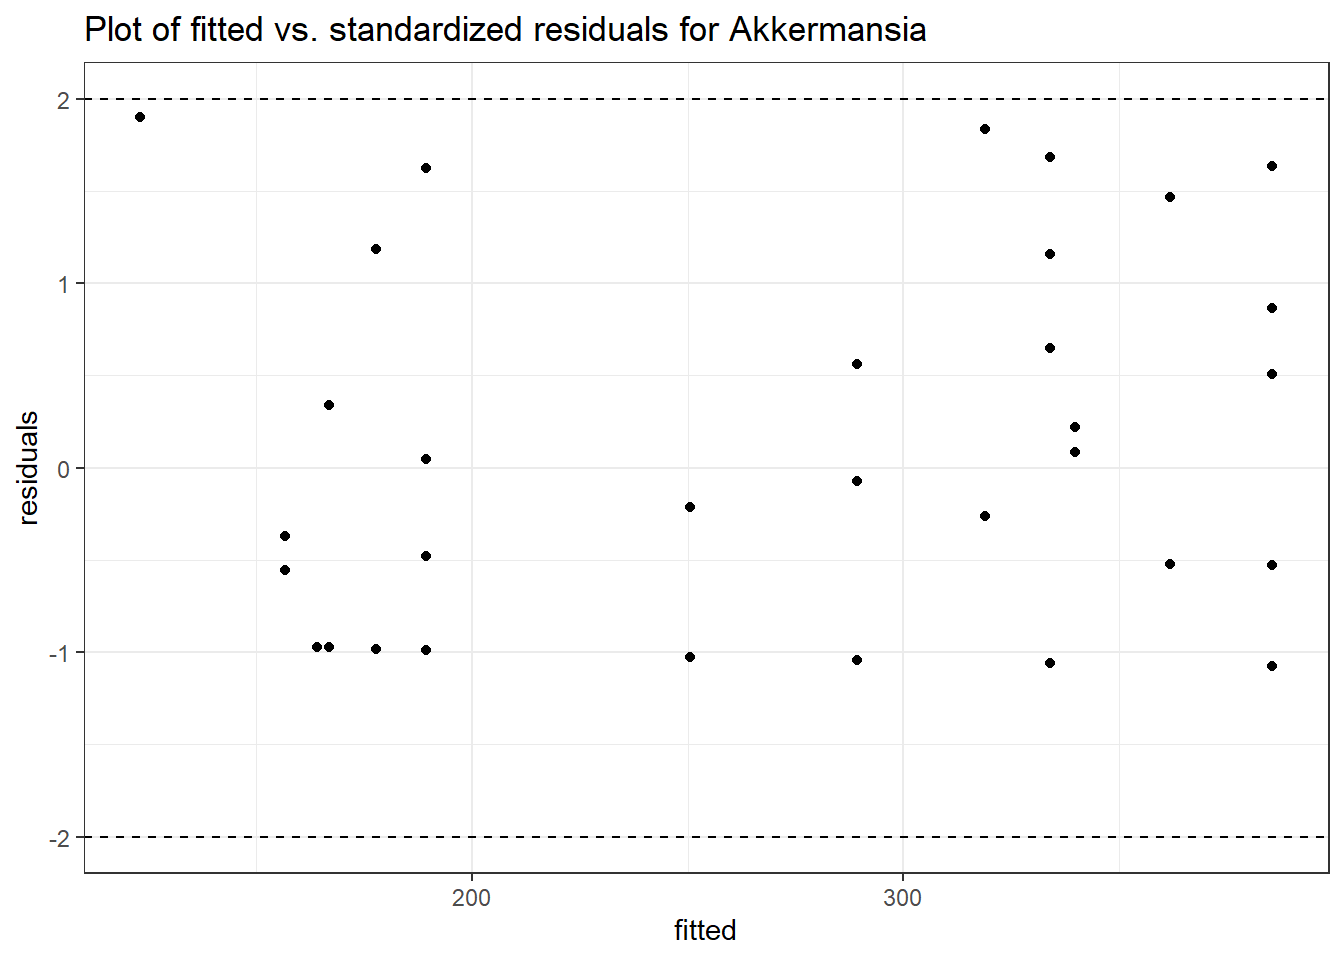 Plot of fitted vs. standardized residuals for Akkermansia
2
1
0
-1
-2
residuals
200 300
fitted